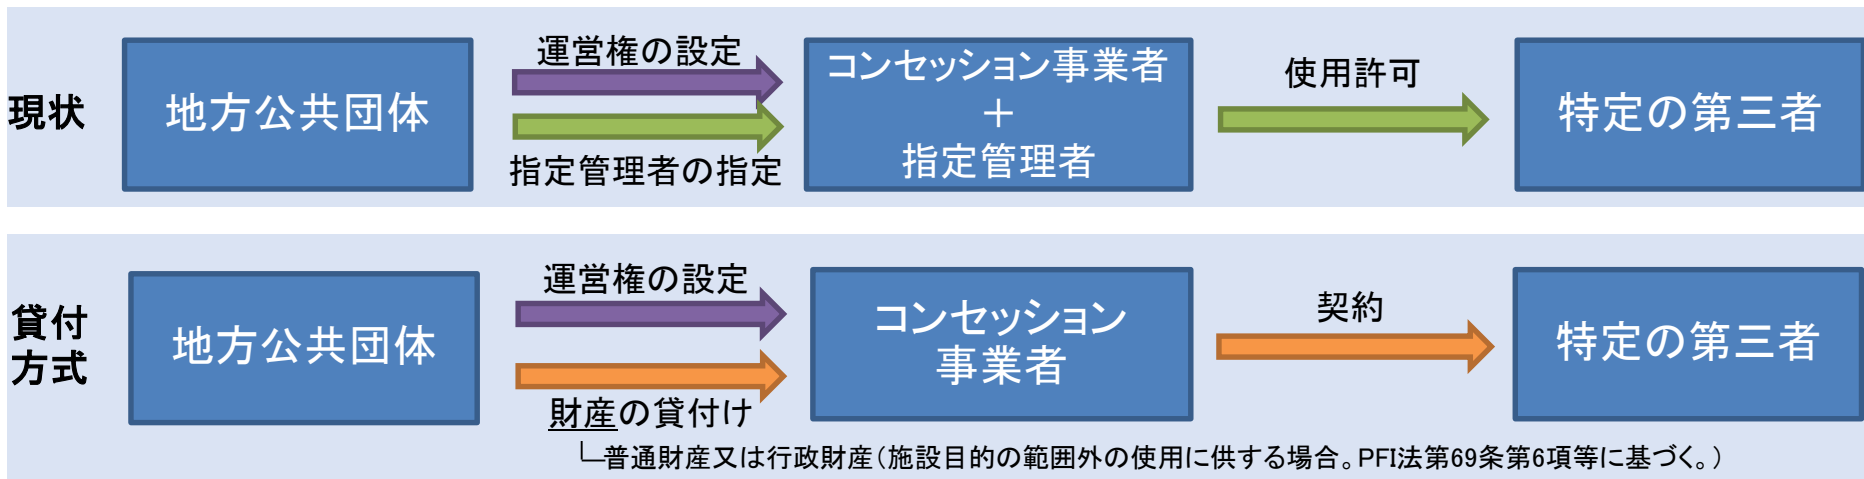 現状
地方公共団体
運営権の設定
指定管理者の指定
コンセッション事業者
＋
指定管理者
使用許可
特定の第三者
貸付
方式
地方公共団体
運営権の設定
財産の貸付け
コンセッション
事業者
契約
特定の第三者
普通財産又は行政財産（施設目的の範囲外の使用に供する場合。PFI法第69条第6項等に基づく。）